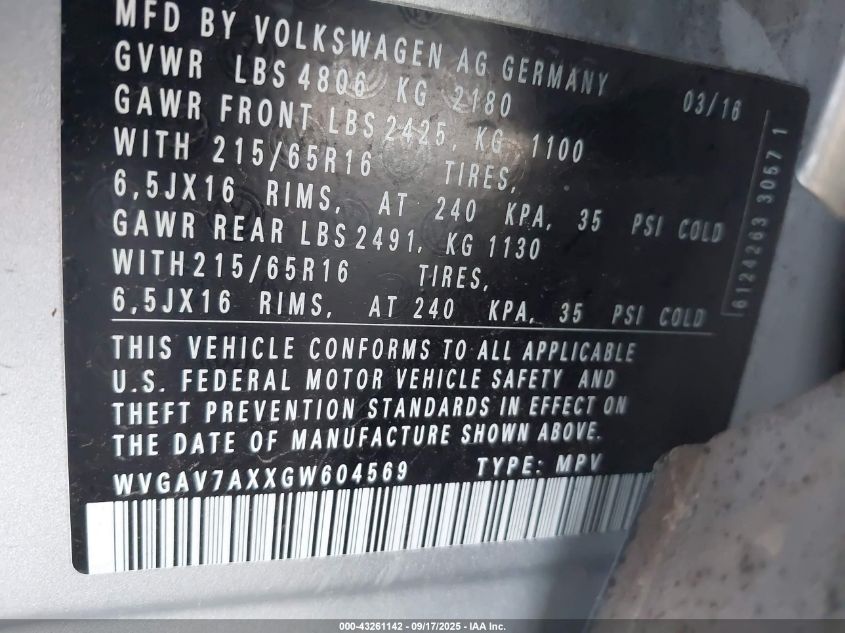 MFD BY VOLKSWAGEN AG GERMANY
GVWR LBS 4806 KG 2180 03/16
GAWR FRONT LBS 2425, KG 1100
WITH 215/65R16 TIRES,
6,5JX16 RIMS, AT 240 KPA, 35 PSI COLD
GAWR REAR LBS 2491, KG 1130
WITH 215/65R16 TIRES,
6,5JX16 RIMS, AT 240 KPA, 35 PSI COLD
THIS VEHICLE CONFORMS TO ALL APPLICABLE
U.S. FEDERAL MOTOR VEHICLE SAFETY AND
THEFT PREVENTION STANDARDS IN EFFECT ON
THE DATE OF MANUFACTURE SHOWN ABOVE.
WVGAV7AXXGW604569 TYPE: MPV
6124263 30571
000-43261142 - 09/17/2025 - IAA Inc.